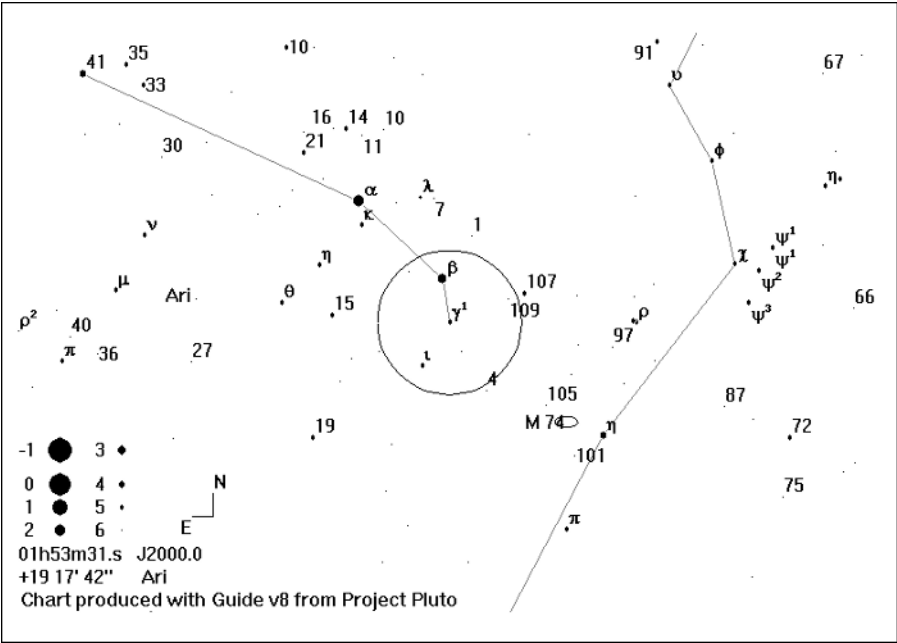 91
10
35
41
67
υ
33
16
14
10
21
11
30
φ
η
α
λ
7
κ
1
ν
ψ¹
χ
ψ¹
η
β
ψ²
μ
107
Ari
θ
66
15
γ¹
109
ρ
ψ³
ρ²
40
97
π
36
27
ι
4
105
87
M 74
19
η
72
101
75
π
-1 3
0 4
1 5
2 6
N
E
01h53m31.s J2000.0
+19 17' 42" Ari
Chart produced with Guide v8 from Project Pluto